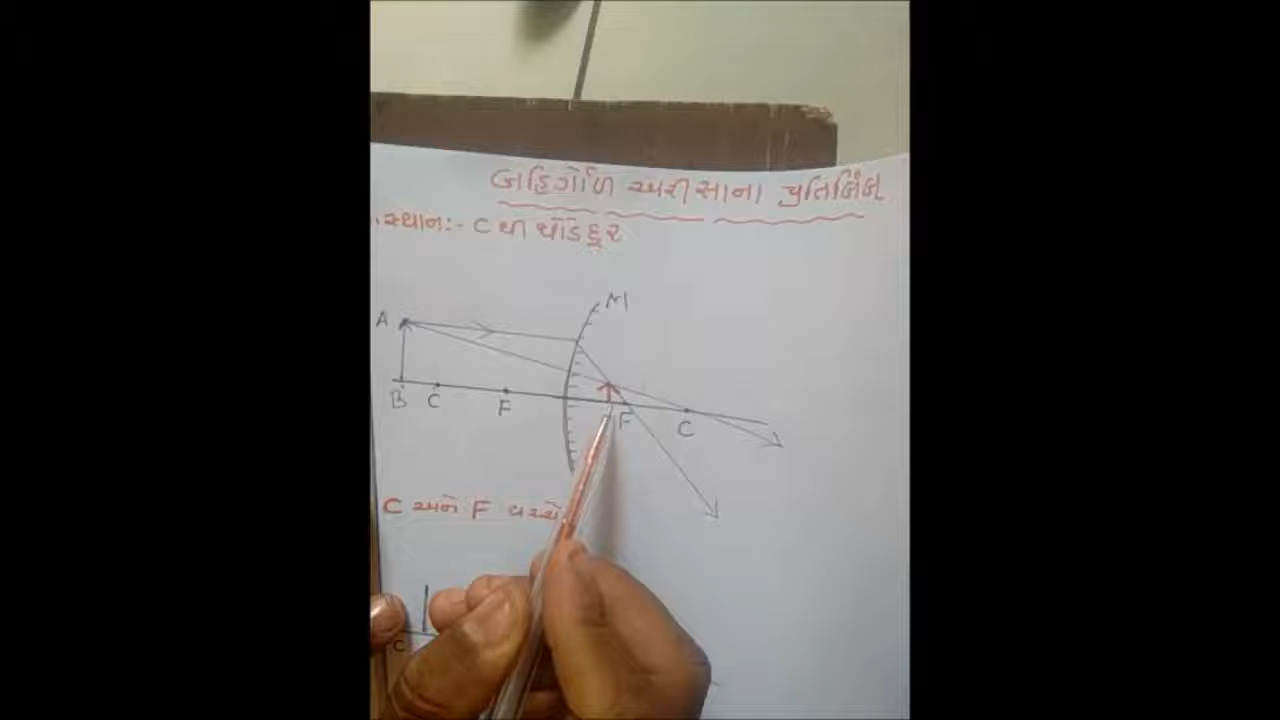 બહિર્ગોળ અરીસાના પ્રતિબિંબ
સ્થાન:- C થી થોડે દુર
M
A
B C F F C
C અને F વચ્ચે
C